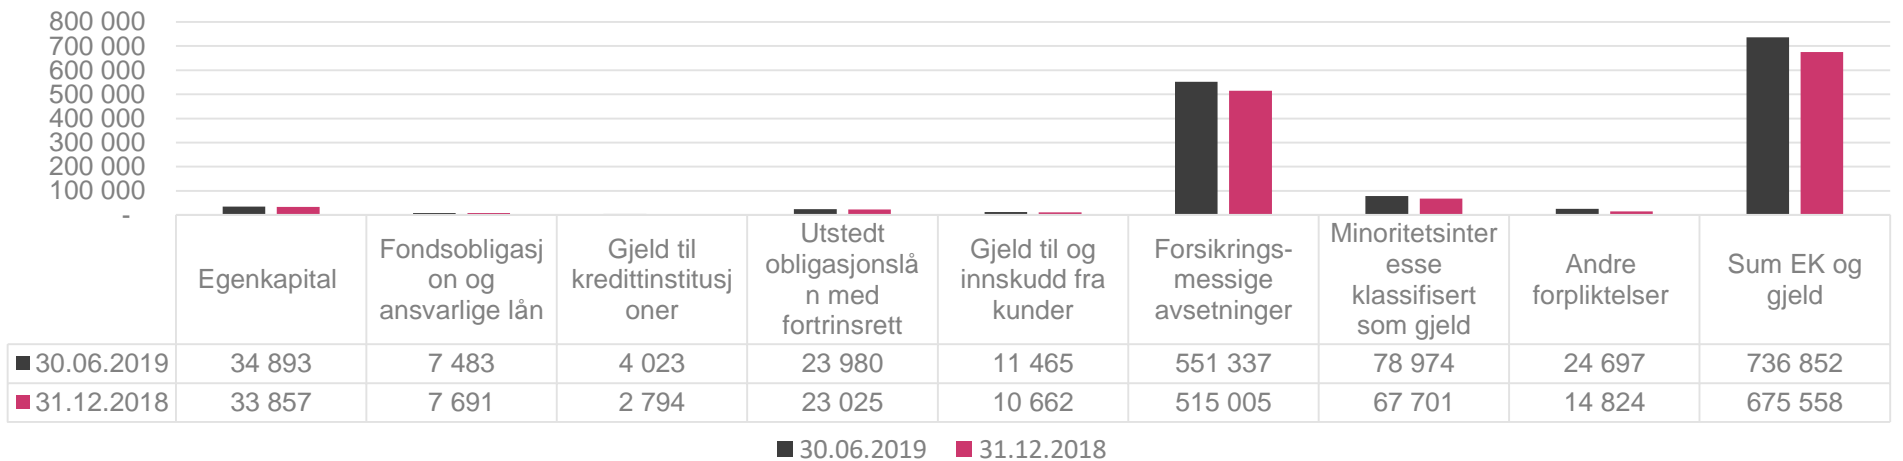 800 000
700 000
600 000
500 000
400 000
300 000
200 000
100 000
-
Egenkapital
Fondsobligasj
on og
ansvarlige lån
Gjeld til
kredittinstitusj
oner
Utstedt
obligasjonslå
n med
fortrinsrett
Gjeld til og
innskudd fra
kunder
Forsikrings-
messige
avsetninger
Minoritetsinter
esse
klassifisert
som gjeld
Andre
forpliktelser
Sum EK og
gjeld
30.06.2019 34 893 7 483 4 023 23 980 11 465 551 337 78 974 24 697 736 852
31.12.2018 33 857 7 691 2 794 23 025 10 662 515 005 67 701 14 824 675 558
30.06.2019 31.12.2018